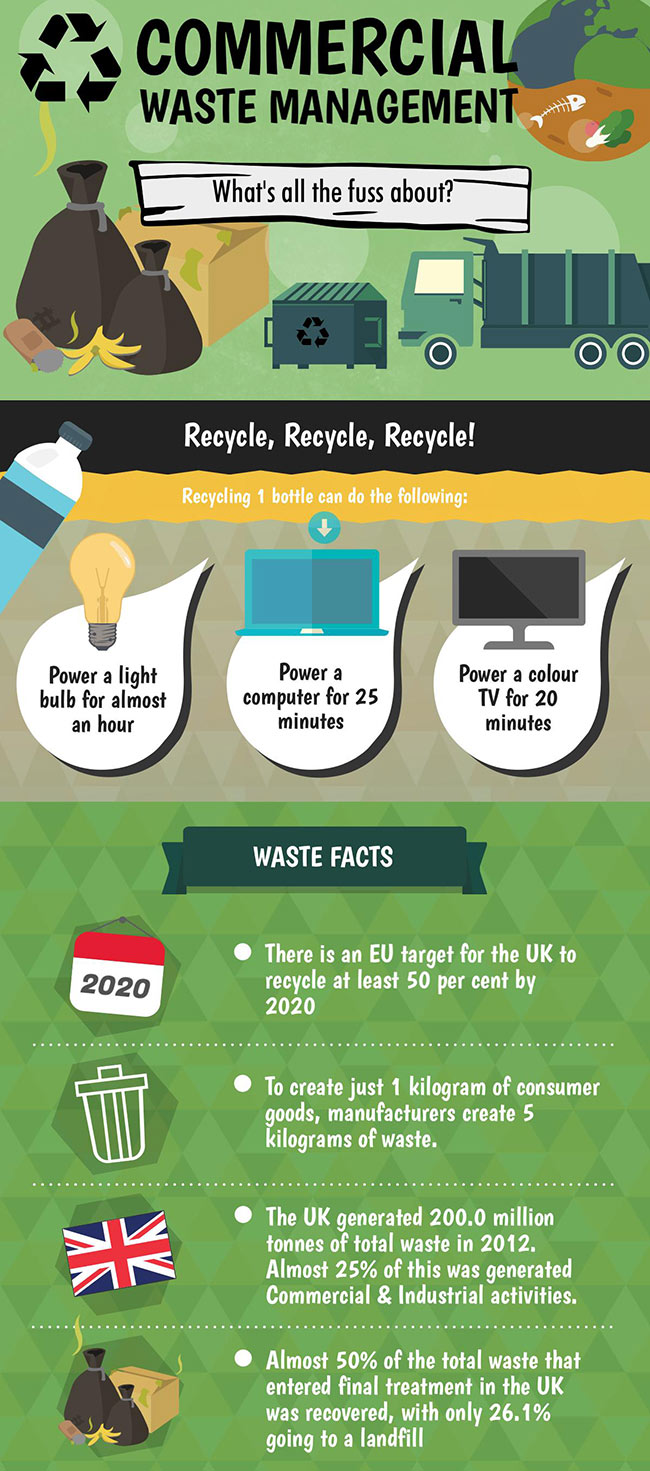 COMMERCIAL
WASTE MANAGEMENT
What's all the fuss about?
Recycle, Recycle, Recycle!
Recycling 1 bottle can do the following:
Power a light
bulb for almost
an hour
Power a
computer for 25
minutes
Power a colour
TV for 20
minutes
WASTE FACTS
2020
There is an EU target for the UK to
recycle at least 50 per cent by
2020
To create just 1 kilogram of consumer
goods, manufacturers create 5
kilograms of waste.
The UK generated 200.0 million
tonnes of total waste in 2012.
Almost 25% of this was generated
Commercial & Industrial activities.
Almost 50% of the total waste that
entered final treatment in the UK
was recovered, with only 26.1%
going to a landfill